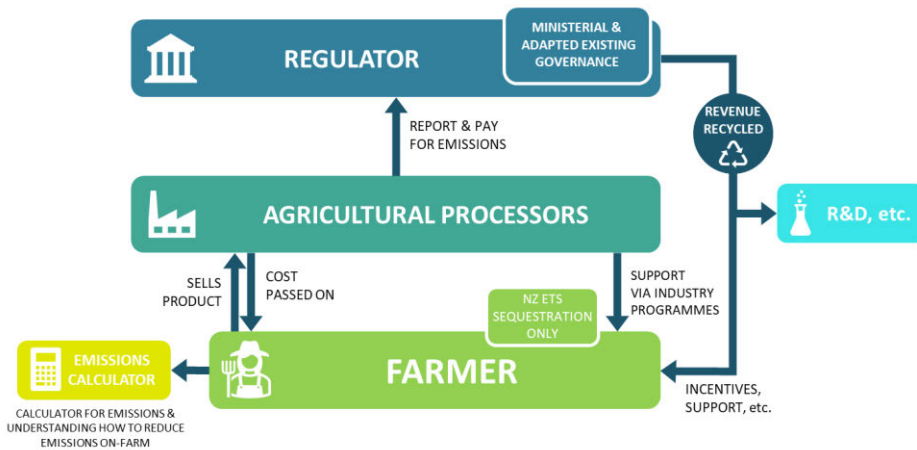 MINISTERIAL &
ADAPTED EXISTING
GOVERNANCE
REGULATOR
REVENUE
RECYCLED
REPORT & PAY
FOR EMISSIONS
AGRICULTURAL PROCESSORS
R&D, etc.
SELLS
PRODUCT
COST
PASSED ON
SUPPORT
VIA INDUSTRY
PROGRAMMES
NZ ETS
SEQUESTRATION
ONLY
EMISSIONS
CALCULATOR
FARMER
INCENTIVES,
SUPPORT, etc.
CALCULATOR FOR EMISSIONS &
UNDERSTANDING HOW TO REDUCE
EMISSIONS ON-FARM